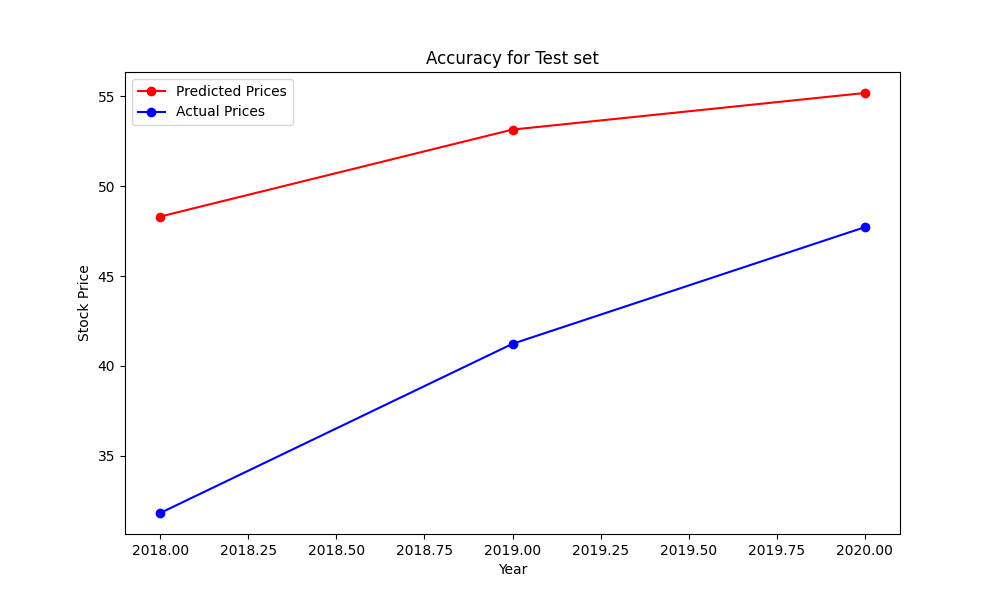 Accuracy for Test set
Predicted Prices
Actual Prices
55
50
45
40
35
Stock Price
2018.00 2018.25 2018.50 2018.75 2019.00 2019.25 2019.50 2019.75 2020.00
Year